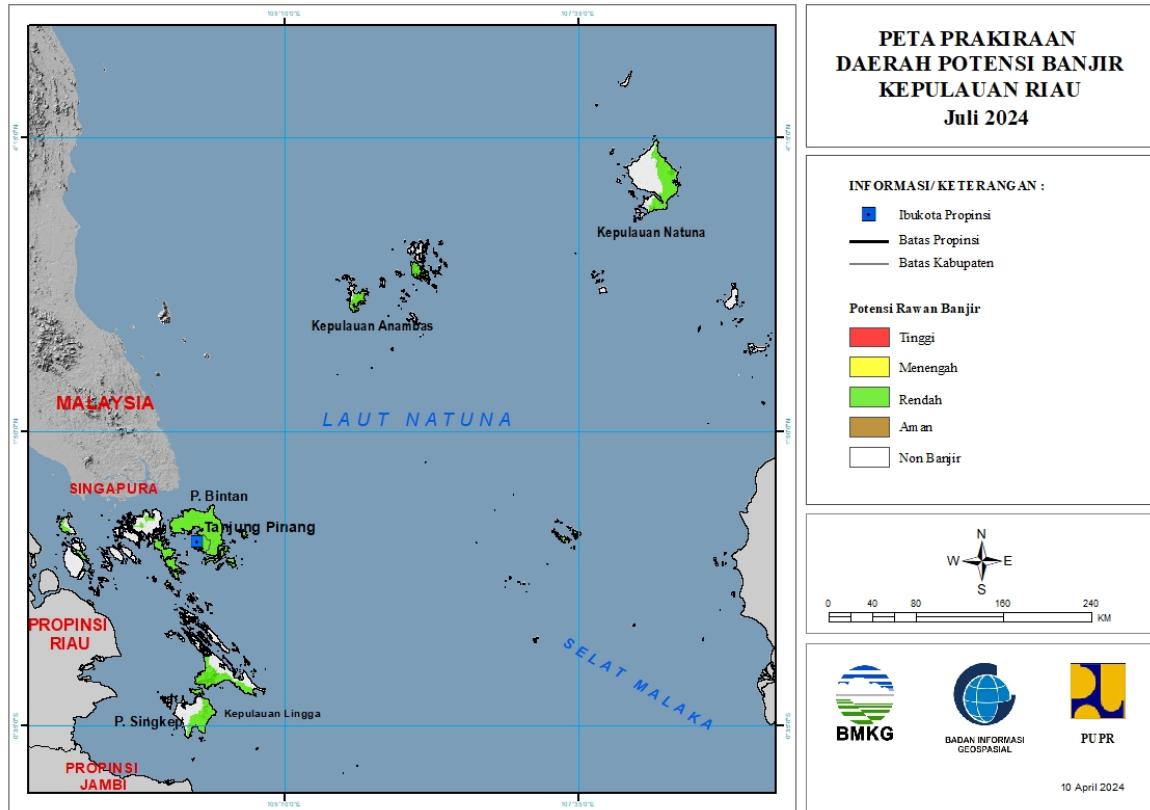 PETA PRAKIRAAN
DAERAH POTENSI BANJIR
KEPULAUAN RIAU
Juli 2024
INFORMASI/ KETERANGAN :
Ibukota Propinsi
Batas Propinsi
Batas Kabupaten
Potensi Rawan Banjir
Tinggi
Menengah
Rendah
Aman
Non Banjir
N
W E
S
0 40 80 160 240
KM
BMKG
BADAN INFORMASI
GEOSPASIAL
PUPR
10 April 2024
Kepulauan Natuna
Kepulauan Anambas
MALAYSIA
LAUT NATUNA
SINGAPURA
P. Bintan
Tanjung Pinang
PROPINSI
RIAU
SELAT MALAKA
Kepulauan Lingga
P. Singkep
PROPINSI
JAMBI